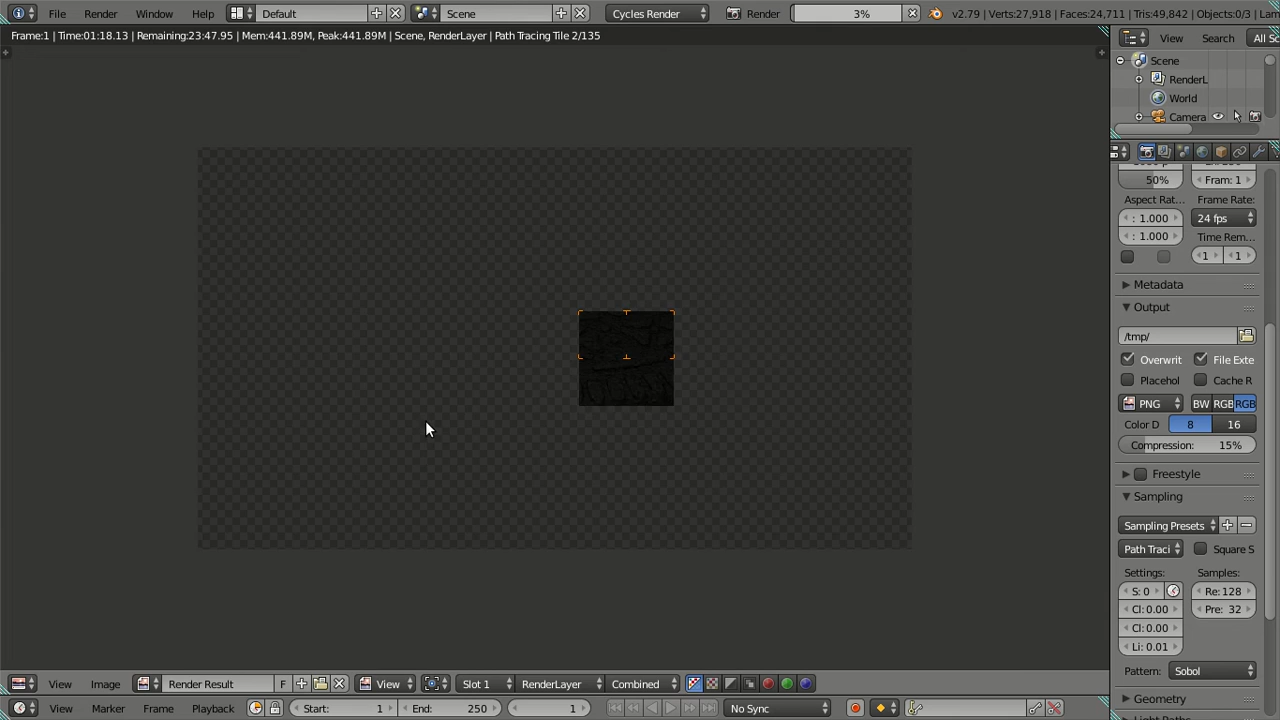 File Render Window Help Default Scene Cycles Render Render 3% v2.79 | Verts:27,918 | Faces:24,711 | Tris:49,842 | Objects:0/3 | Lan
Frame:1 | Time:01:18.13 | Remaining:23:47.95 | Mem:441.89M, Peak:441.89M | Scene, RenderLayer | Path Tracing Tile 2/135
View Search All Sc
Scene
RenderL
World
Camera
50% Fram: 1
Aspect Rat... Frame Rate:
: 1.000 24 fps
: 1.000 Time Rem...
1 1
Metadata
Output
/tmp/
Overwrit File Exte
Placehol Cache R
PNG BW RGB RGB
Color D 8 16
Compression: 15%
Freestyle
Sampling
Sampling Presets
Path Traci Square S
Settings: Samples:
S: 0 Re: 128
Cl: 0.00 Pre: 32
Cl: 0.00
Li: 0.01
Pattern: Sobol
Geometry
View Image Render Result F View Slot 1 RenderLayer Combined
View Marker Frame Playback Start: 1 End: 250 1 No Sync